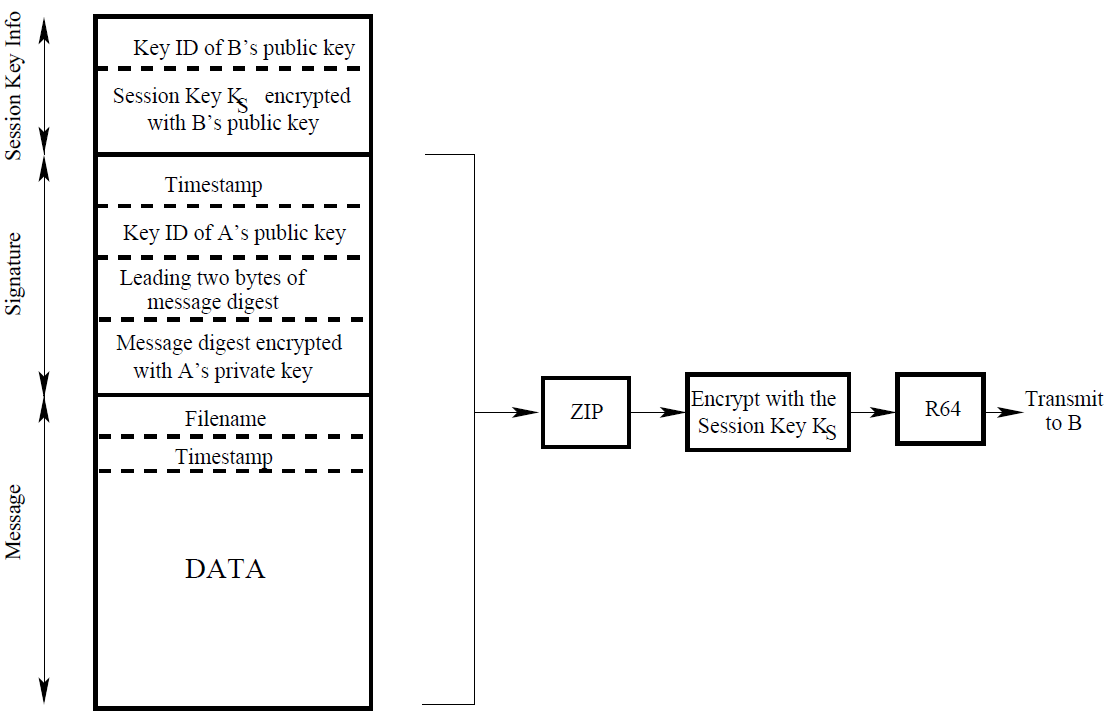 Session Key Info
Key ID of B's public key
Session Key KS encrypted
with B's public key
Signature
Timestamp
Key ID of A's public key
Leading two bytes of
message digest
Message digest encrypted
with A's private key
Message
Filename
Timestamp
DATA
ZIP
Encrypt with the
Session Key KS
R64
Transmit
to B